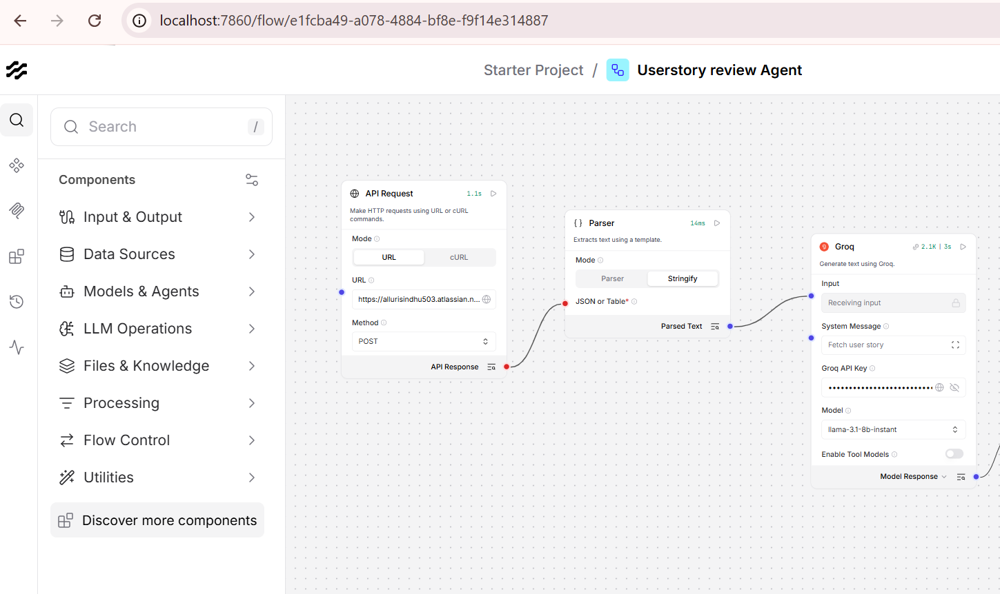 localhost:7860/flow/e1fcba49-a078-4884-bf8e-f9f14e314887
Starter Project / Userstory review Agent
Search /
Components
Input & Output
Data Sources
Models & Agents
LLM Operations
Files & Knowledge
Processing
Flow Control
Utilities
Discover more components
API Request 1.1s
Make HTTP requests using URL or cURL
commands.
Mode
URL cURL
URL
https://allurisindhu503.atlassian.n...
Method
POST
API Response
Parser 14ms
Extracts text using a template.
Mode
Parser Stringify
JSON or Table*
Parsed Text
Groq 2.1K | 3s
Generate text using Groq.
Input
Receiving input
System Message
Fetch user story
Groq API Key
Model
llama-3.1-8b-instant
Enable Tool Models
Model Response